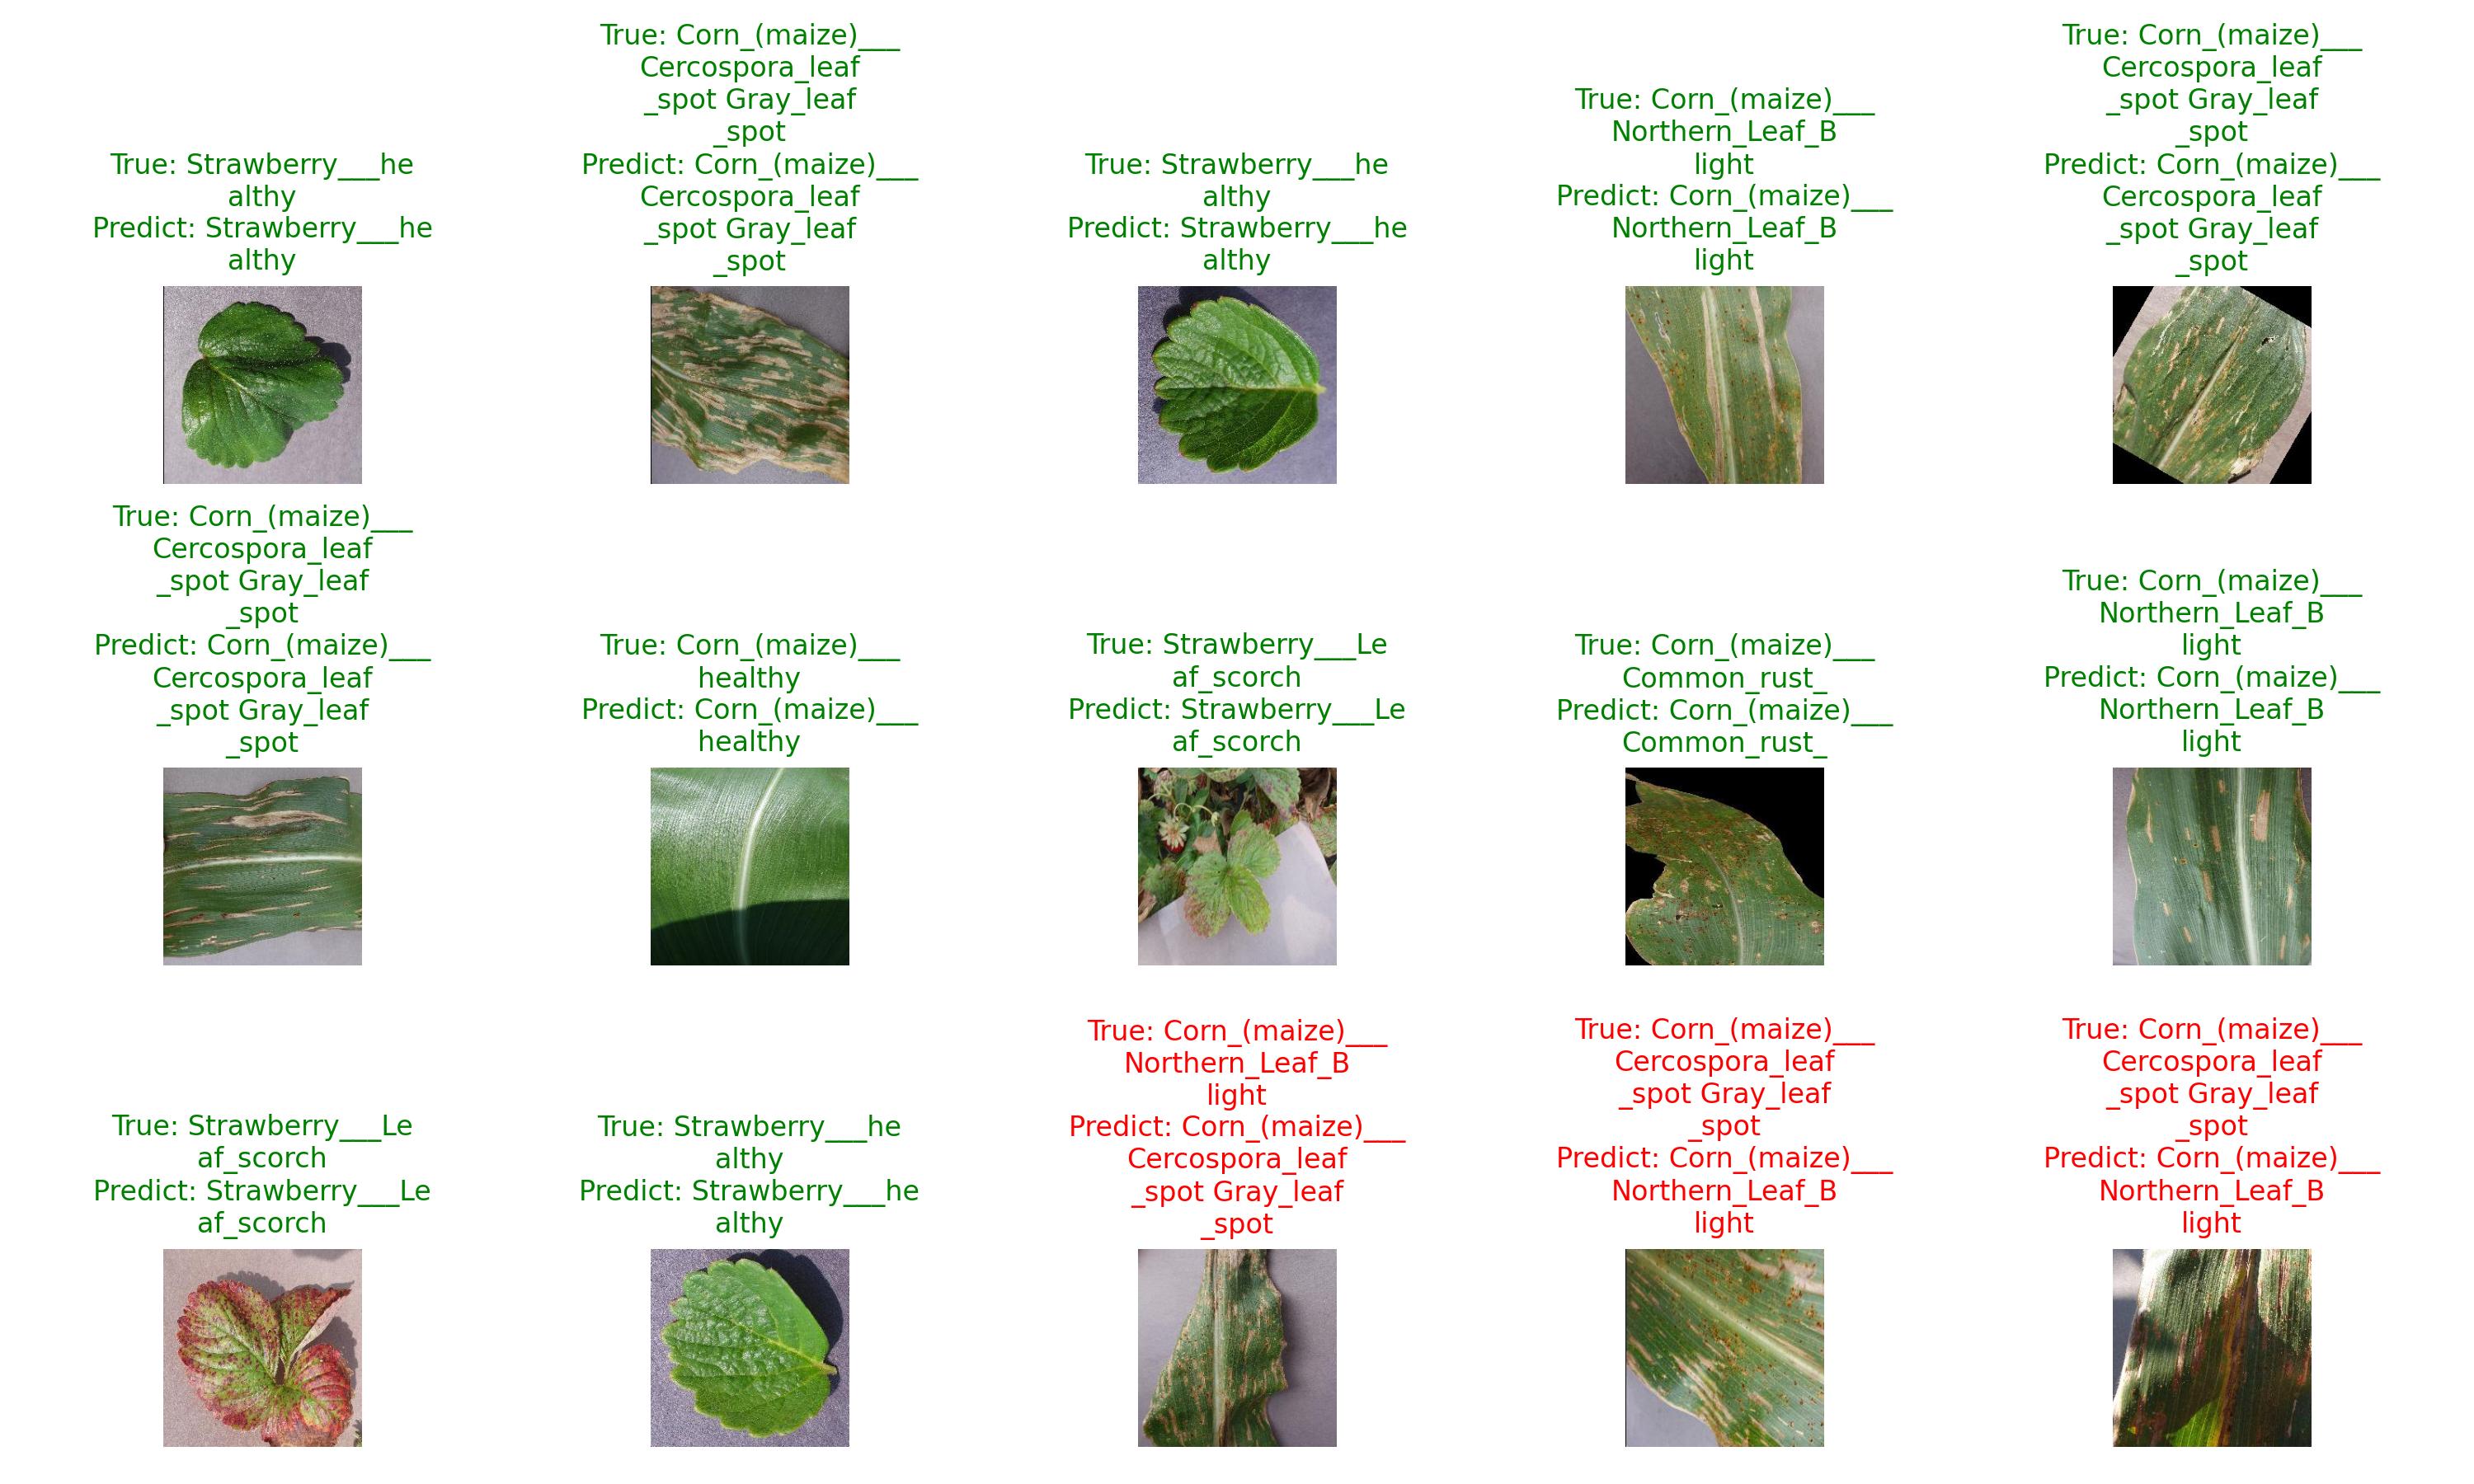 True: Strawberry___he
althy
Predict: Strawberry___he
althy
True: Corn_(maize)___
Cercospora_leaf
_spot Gray_leaf
_spot
Predict: Corn_(maize)___
Cercospora_leaf
_spot Gray_leaf
_spot
True: Strawberry___he
althy
Predict: Strawberry___he
althy
True: Corn_(maize)___
Northern_Leaf_B
light
Predict: Corn_(maize)___
Northern_Leaf_B
light
True: Corn_(maize)___
Cercospora_leaf
_spot Gray_leaf
_spot
Predict: Corn_(maize)___
Cercospora_leaf
_spot Gray_leaf
_spot
True: Corn_(maize)___
Cercospora_leaf
_spot Gray_leaf
_spot
Predict: Corn_(maize)___
Cercospora_leaf
_spot Gray_leaf
_spot
True: Corn_(maize)___
healthy
Predict: Corn_(maize)___
healthy
True: Strawberry___Le
af_scorch
Predict: Strawberry___Le
af_scorch
True: Corn_(maize)___
Common_rust_
Predict: Corn_(maize)___
Common_rust_
True: Corn_(maize)___
Northern_Leaf_B
light
Predict: Corn_(maize)___
Northern_Leaf_B
light
True: Strawberry___Le
af_scorch
Predict: Strawberry___Le
af_scorch
True: Strawberry___he
althy
Predict: Strawberry___he
althy
True: Corn_(maize)___
Northern_Leaf_B
light
Predict: Corn_(maize)___
Cercospora_leaf
_spot Gray_leaf
_spot
True: Corn_(maize)___
Cercospora_leaf
_spot Gray_leaf
_spot
Predict: Corn_(maize)___
Northern_Leaf_B
light
True: Corn_(maize)___
Cercospora_leaf
_spot Gray_leaf
_spot
Predict: Corn_(maize)___
Northern_Leaf_B
light